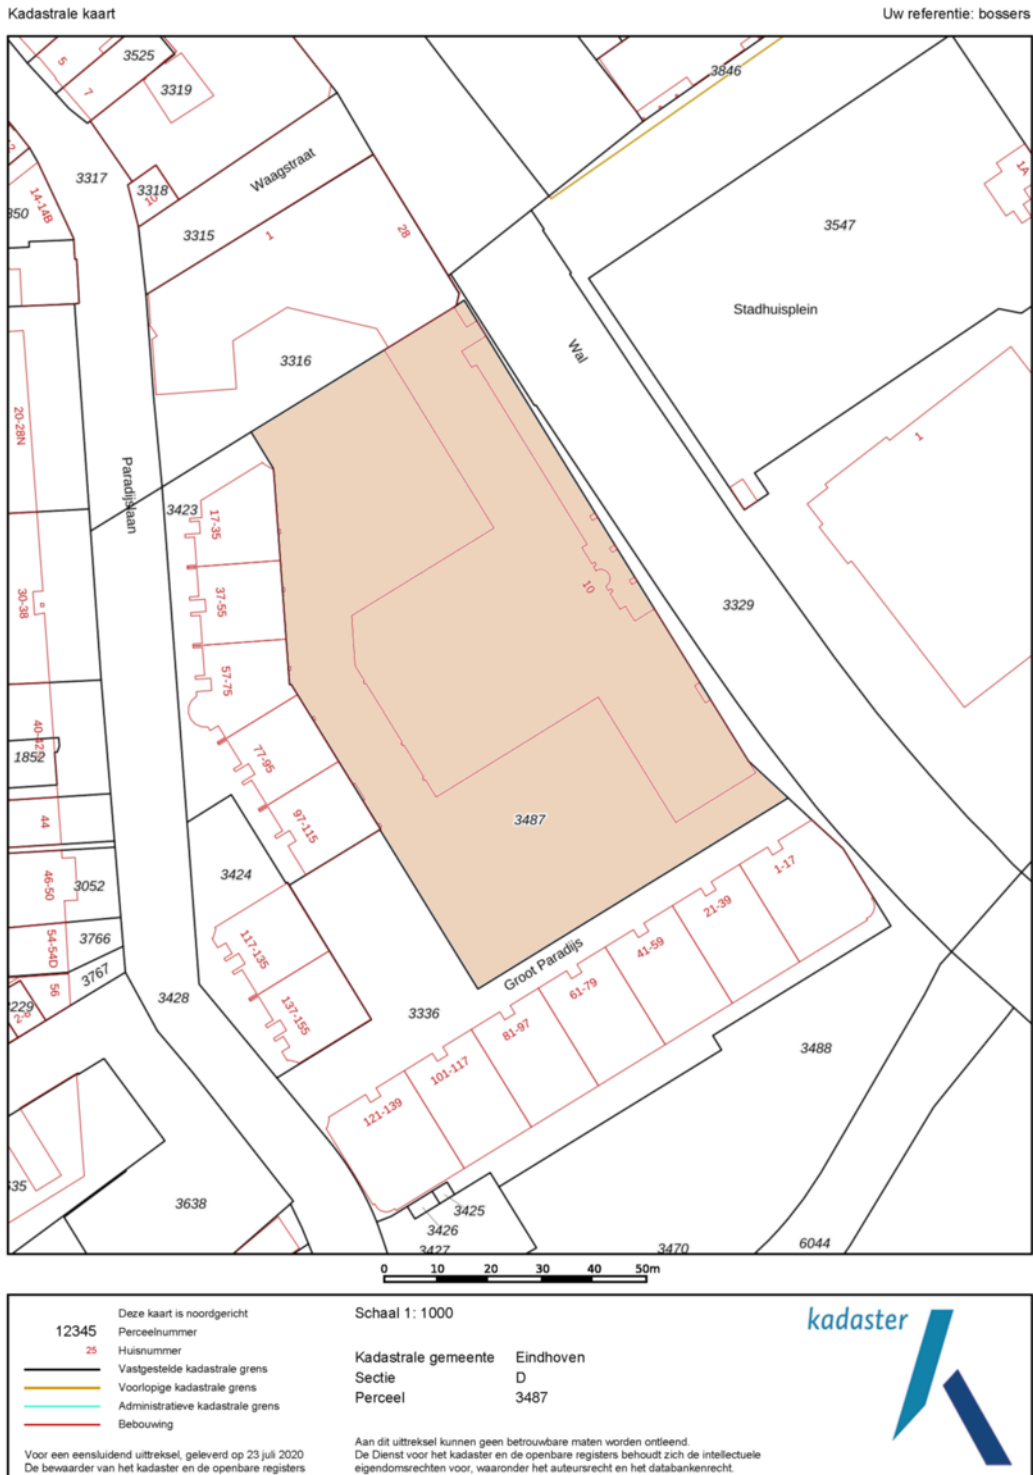 Kadastrale kaart
Uw referentie: bossers
5
7
3525
3319
3846
3317
3318
10
Waagstraat
14-14B
350
3315
1
28
3547
1A
Stadhuisplein
Wal
3316
20-28N
Paradijslaan
3423
17-35
1
30-38
37-55
10
3329
57-75
40-42
1852
77-95
44
97-115
3487
46-50
3052
3424
1-17
21-39
54-54D
3766
117-135
41-59
3767
Groot Paradijs
56
3229
3428
137-155
61-79
3336
81-97
3488
101-117
121-139
535
3638
3425
3426
3427
3470
6044
0 10 20 30 40 50m
Deze kaart is noordgericht
12345 Perceelnummer
25 Huisnummer
Vastgestelde kadastrale grens
Voorlopige kadastrale grens
Administratieve kadastrale grens
Bebouwing
Voor een eensluidend uittreksel, geleverd op 23 juli 2020
De bewaarder van het kadaster en de openbare registers
Schaal 1: 1000
Kadastrale gemeente Eindhoven
Sectie D
Perceel 3487
Aan dit uittreksel kunnen geen betrouwbare maten worden ontleend.
De Dienst voor het kadaster en de openbare registers behoudt zich de intellectuele
eigendomsrechten voor, waaronder het auteursrecht en het databankenrecht.
kadaster